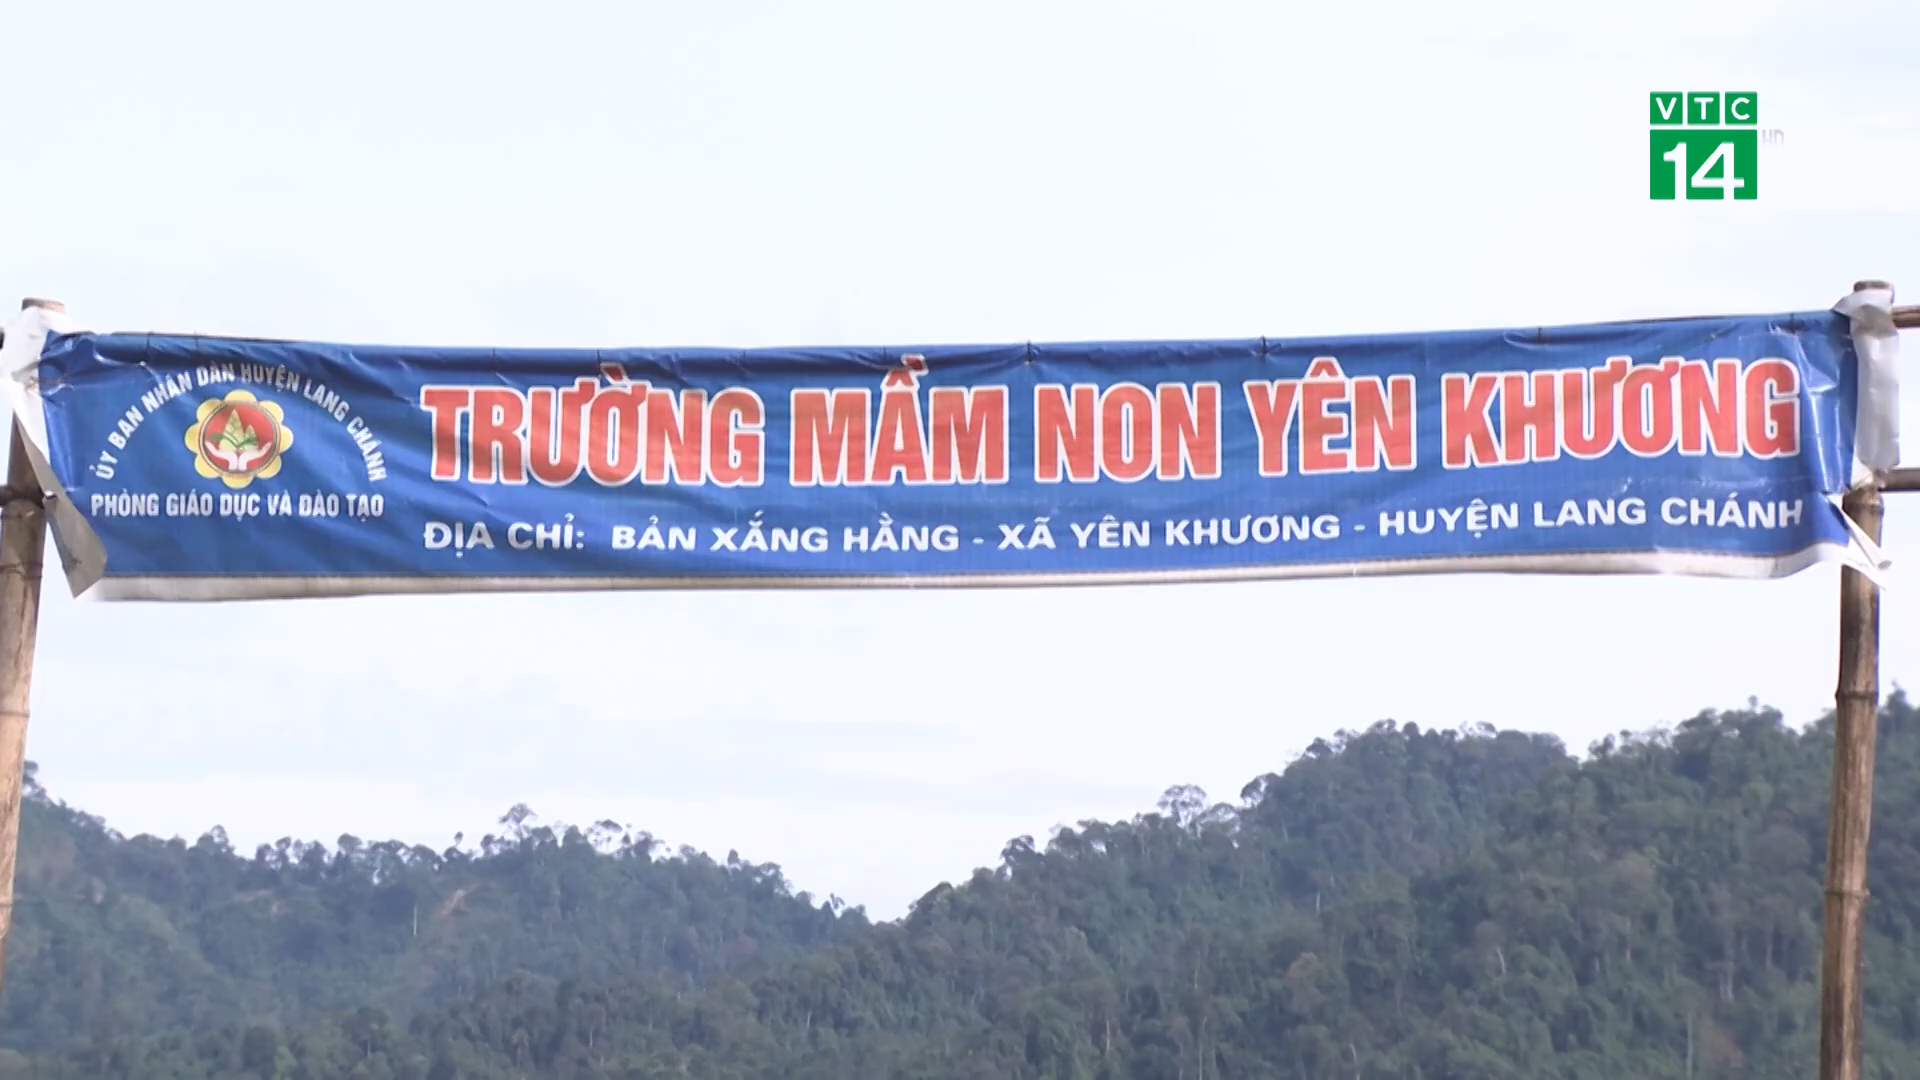 VTC
14
HD
ỦY BAN NHÂN DÂN HUYỆN LANG CHÁNH
PHÒNG GIÁO DỤC VÀ ĐÀO TẠO
TRƯỜNG MẦM NON YÊN KHƯƠNG
ĐỊA CHỈ: BẢN XẮNG HẰNG - XÃ YÊN KHƯƠNG - HUYỆN LANG CHÁNH